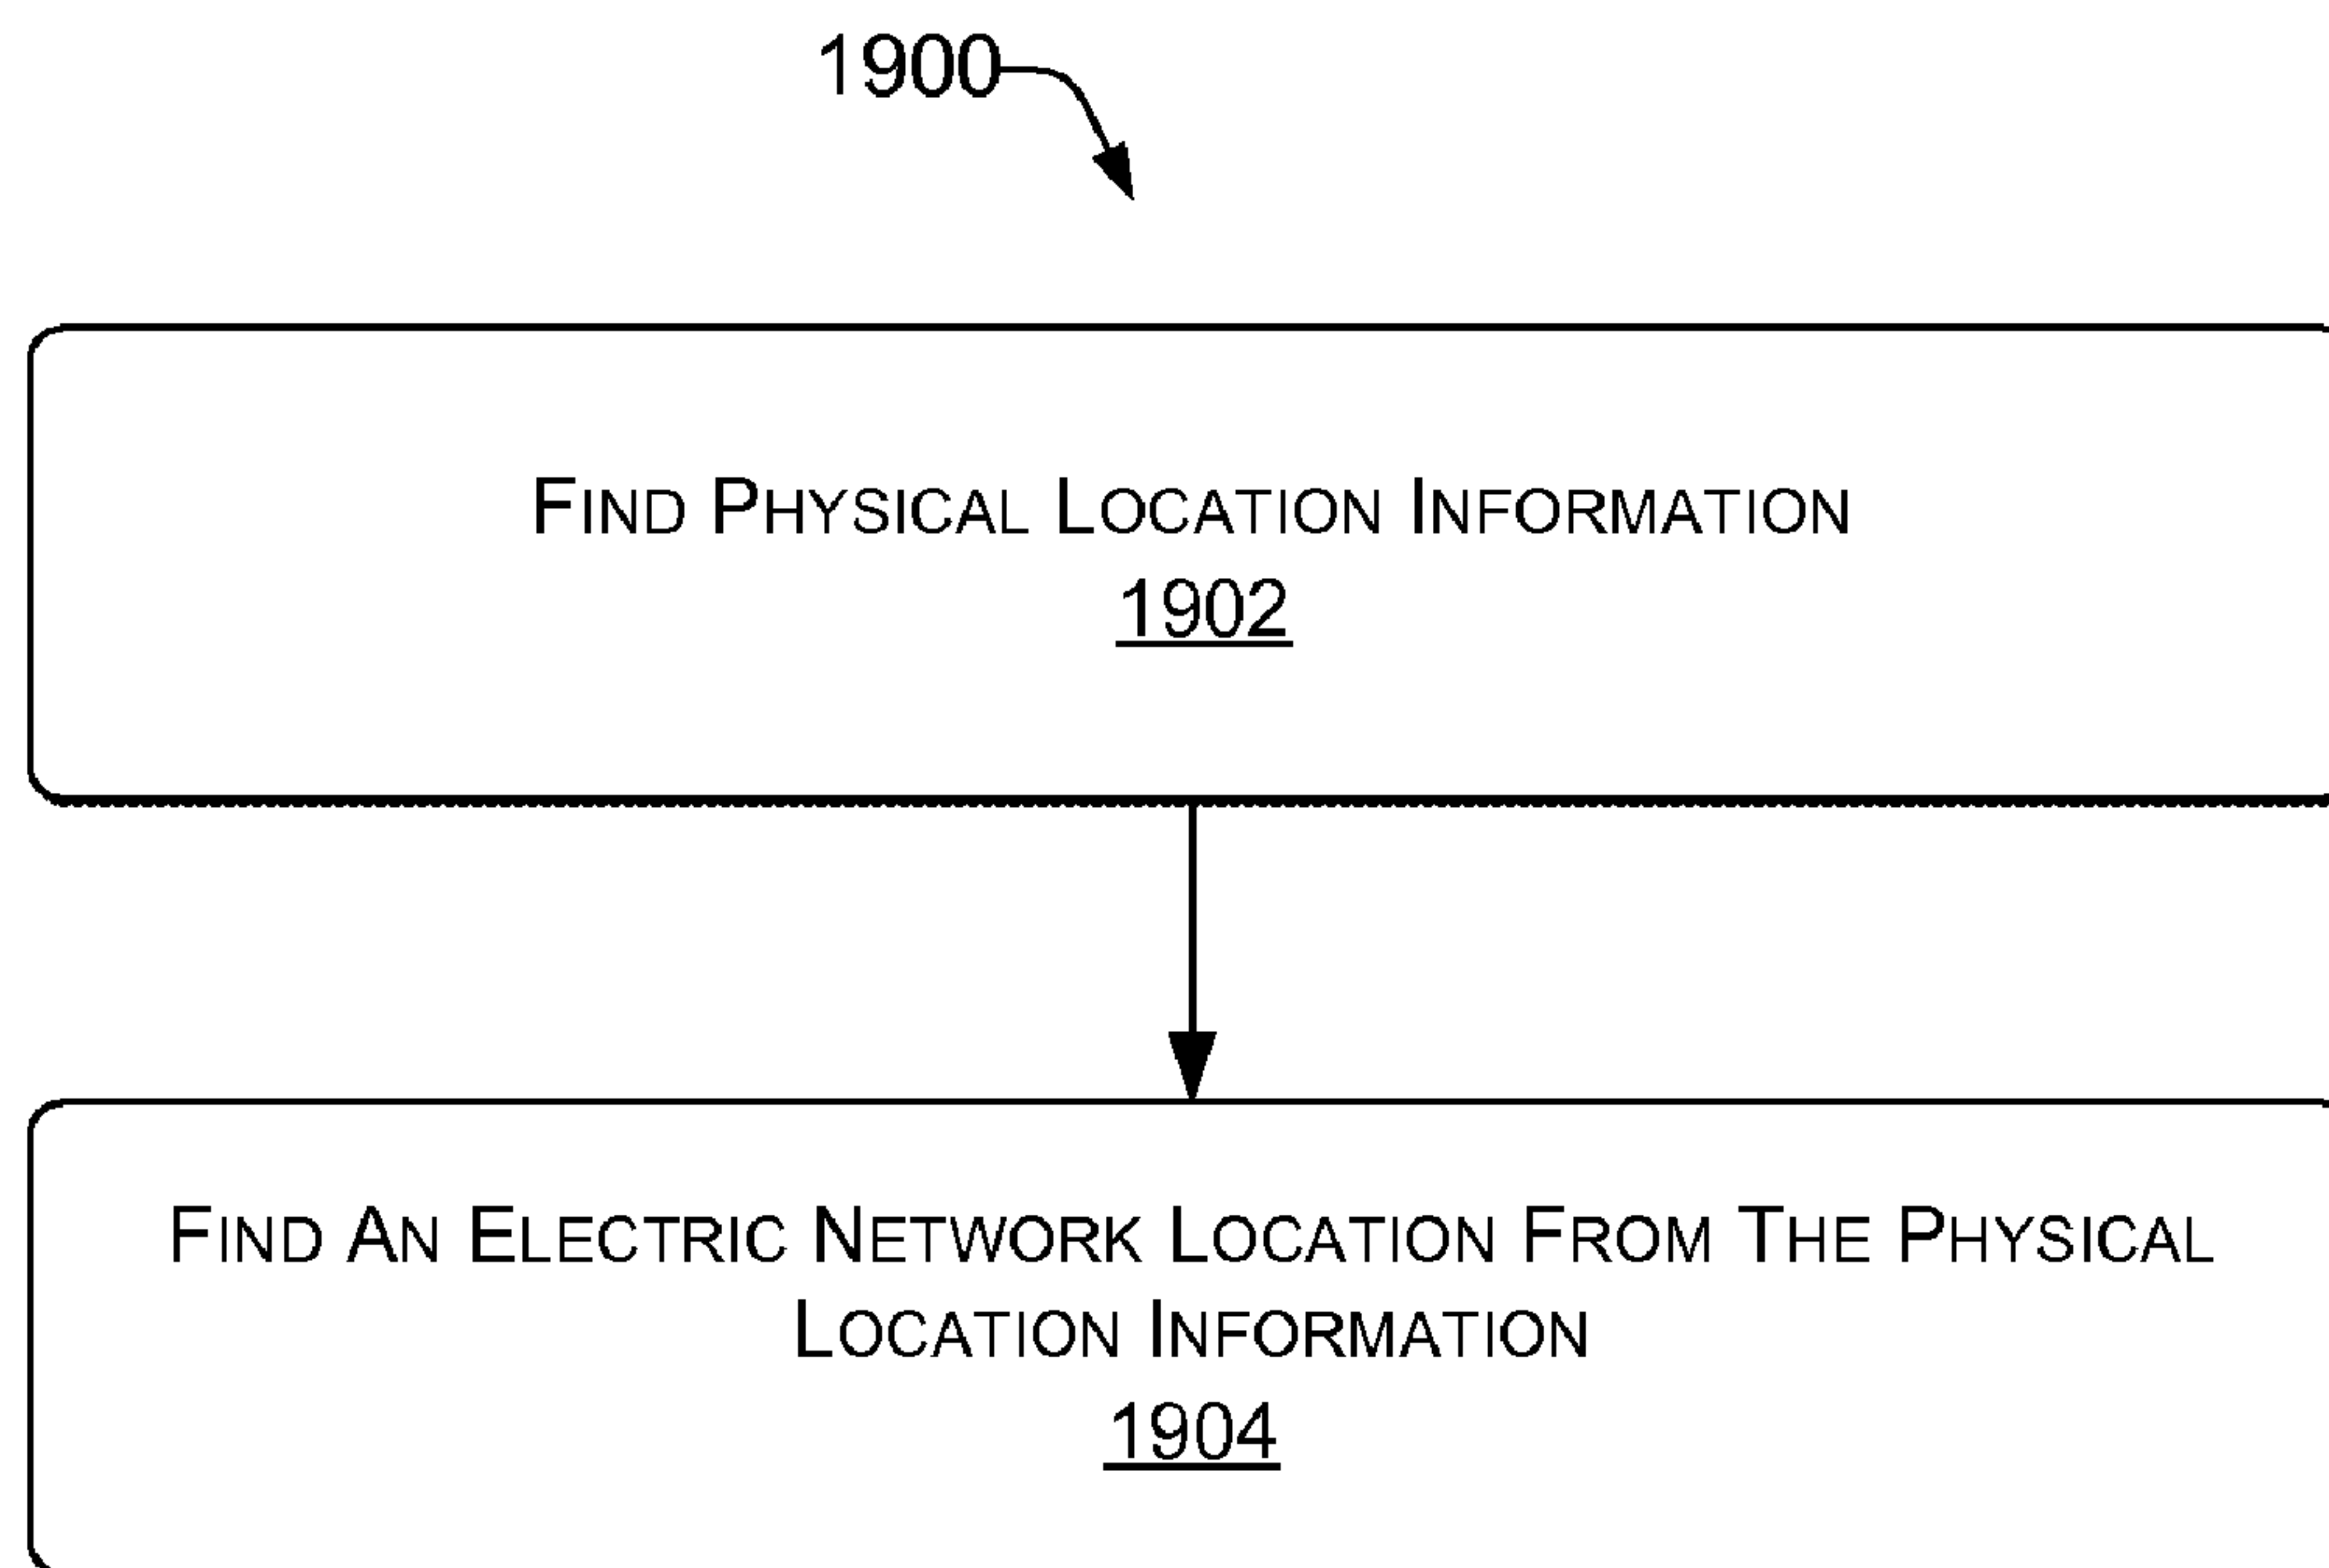 1900
Find Physical Location Information
1902
Find An Electric Network Location From The Physical
Location Information
1904